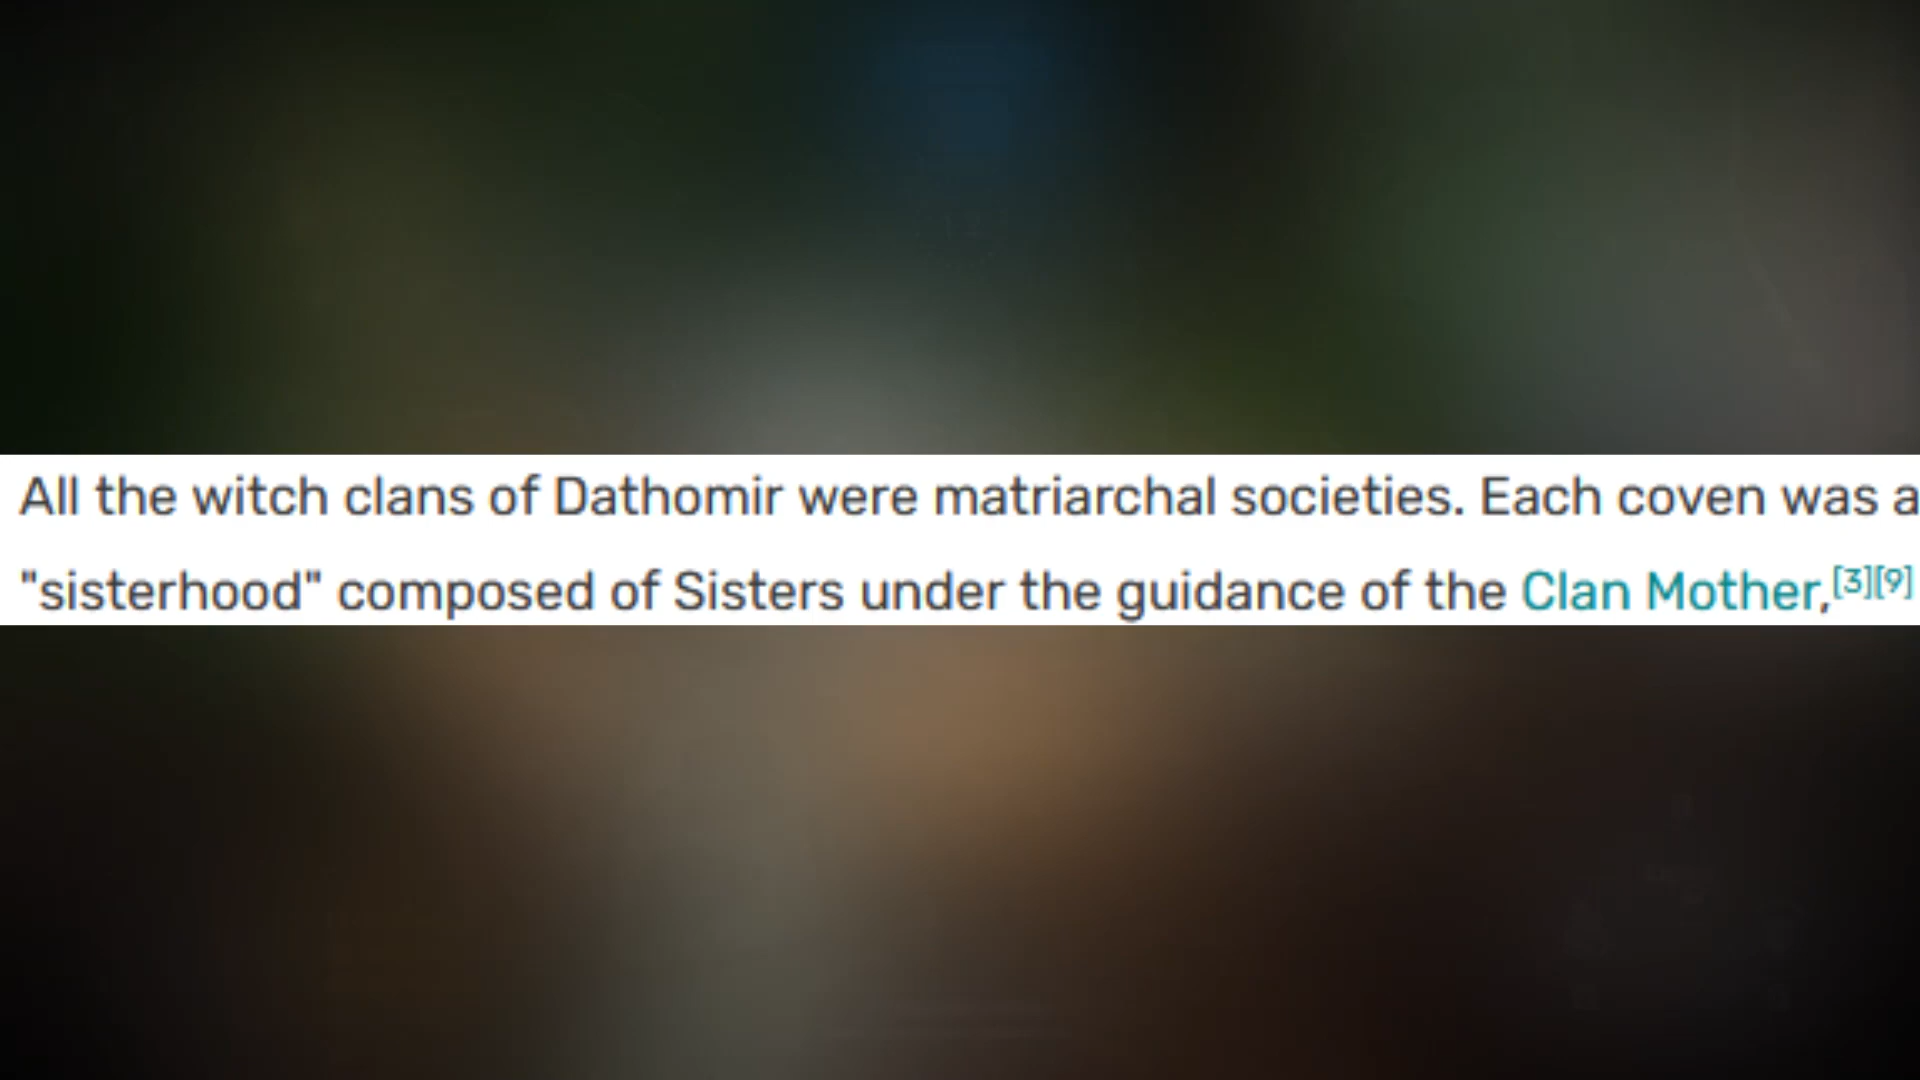 All the witch clans of Dathomir were matriarchal societies. Each coven was a
"sisterhood" composed of Sisters under the guidance of the Clan Mother,[3][9]